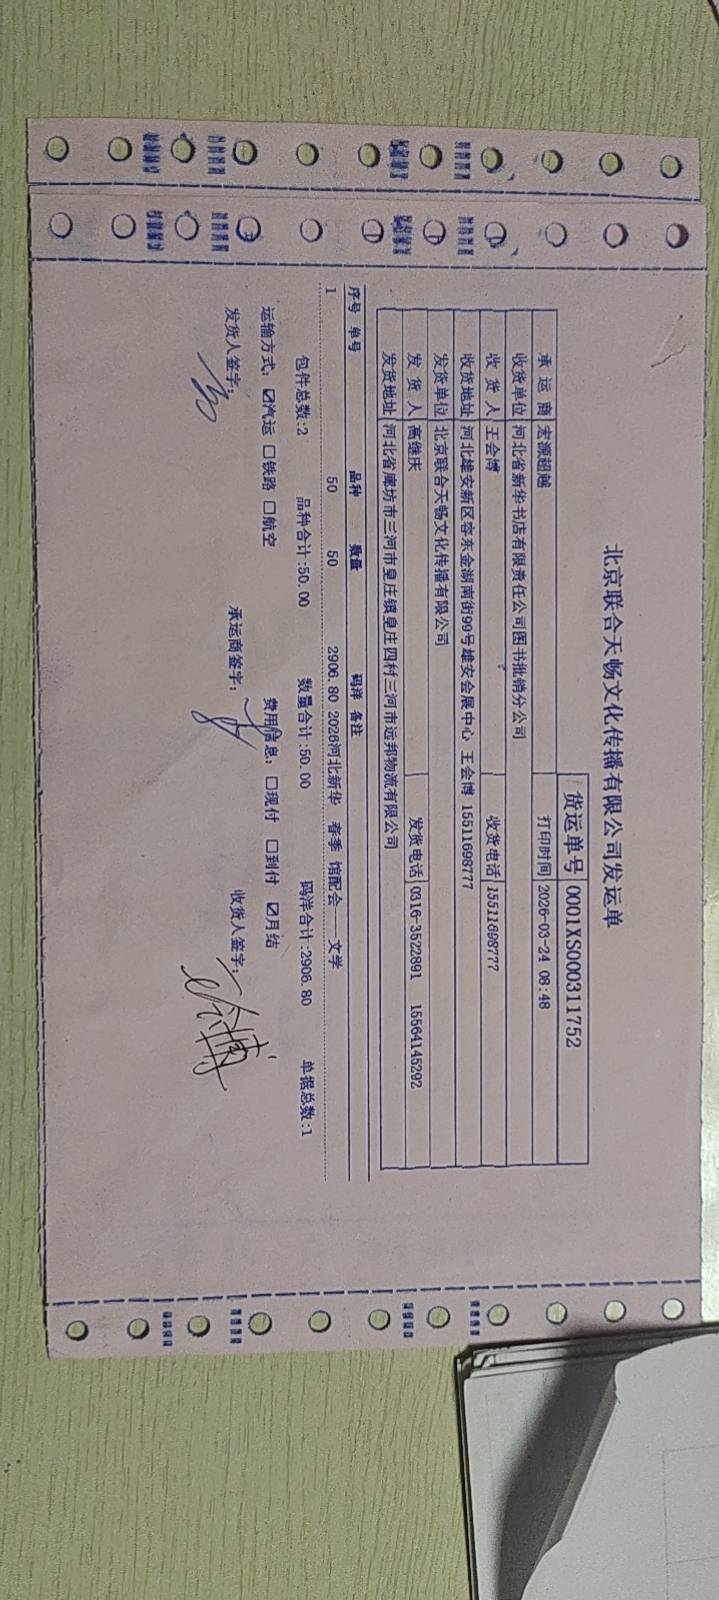 北京联合天畅文化传播有限公司发运单
货运单号 0001XS000311752
承运商 宏源超越 打印时间 2026-03-24 08:48
收货单位 河北省新华书店有限责任公司图书批销分公司
收货人 王会博 收货电话 15511698777
收货地址 河北雄安新区容东金湖南街99号雄安会展中心 王会博 15511698777
发货单位 北京联合天畅文化传播有限公司
发货人 高继庆 发货电话 0316-3522891 15564145292
发货地址 河北省廊坊市三河市皇庄镇皇庄四村三河市远邦物流有限公司
序号 单号 品种 数量 码洋 备注
1 50 50 2906.80 2026河北新华 春季 馆配会——文学
包件总数:2 品种合计:50.00 数量合计:50.00 码洋合计:2906.80 单据总数:1
运输方式: ☑汽运 ☐铁路 ☐航空 费用信息: ☐现付 ☐到付 ☑月结
发货人签字: 承运商签字: 收货人签字: